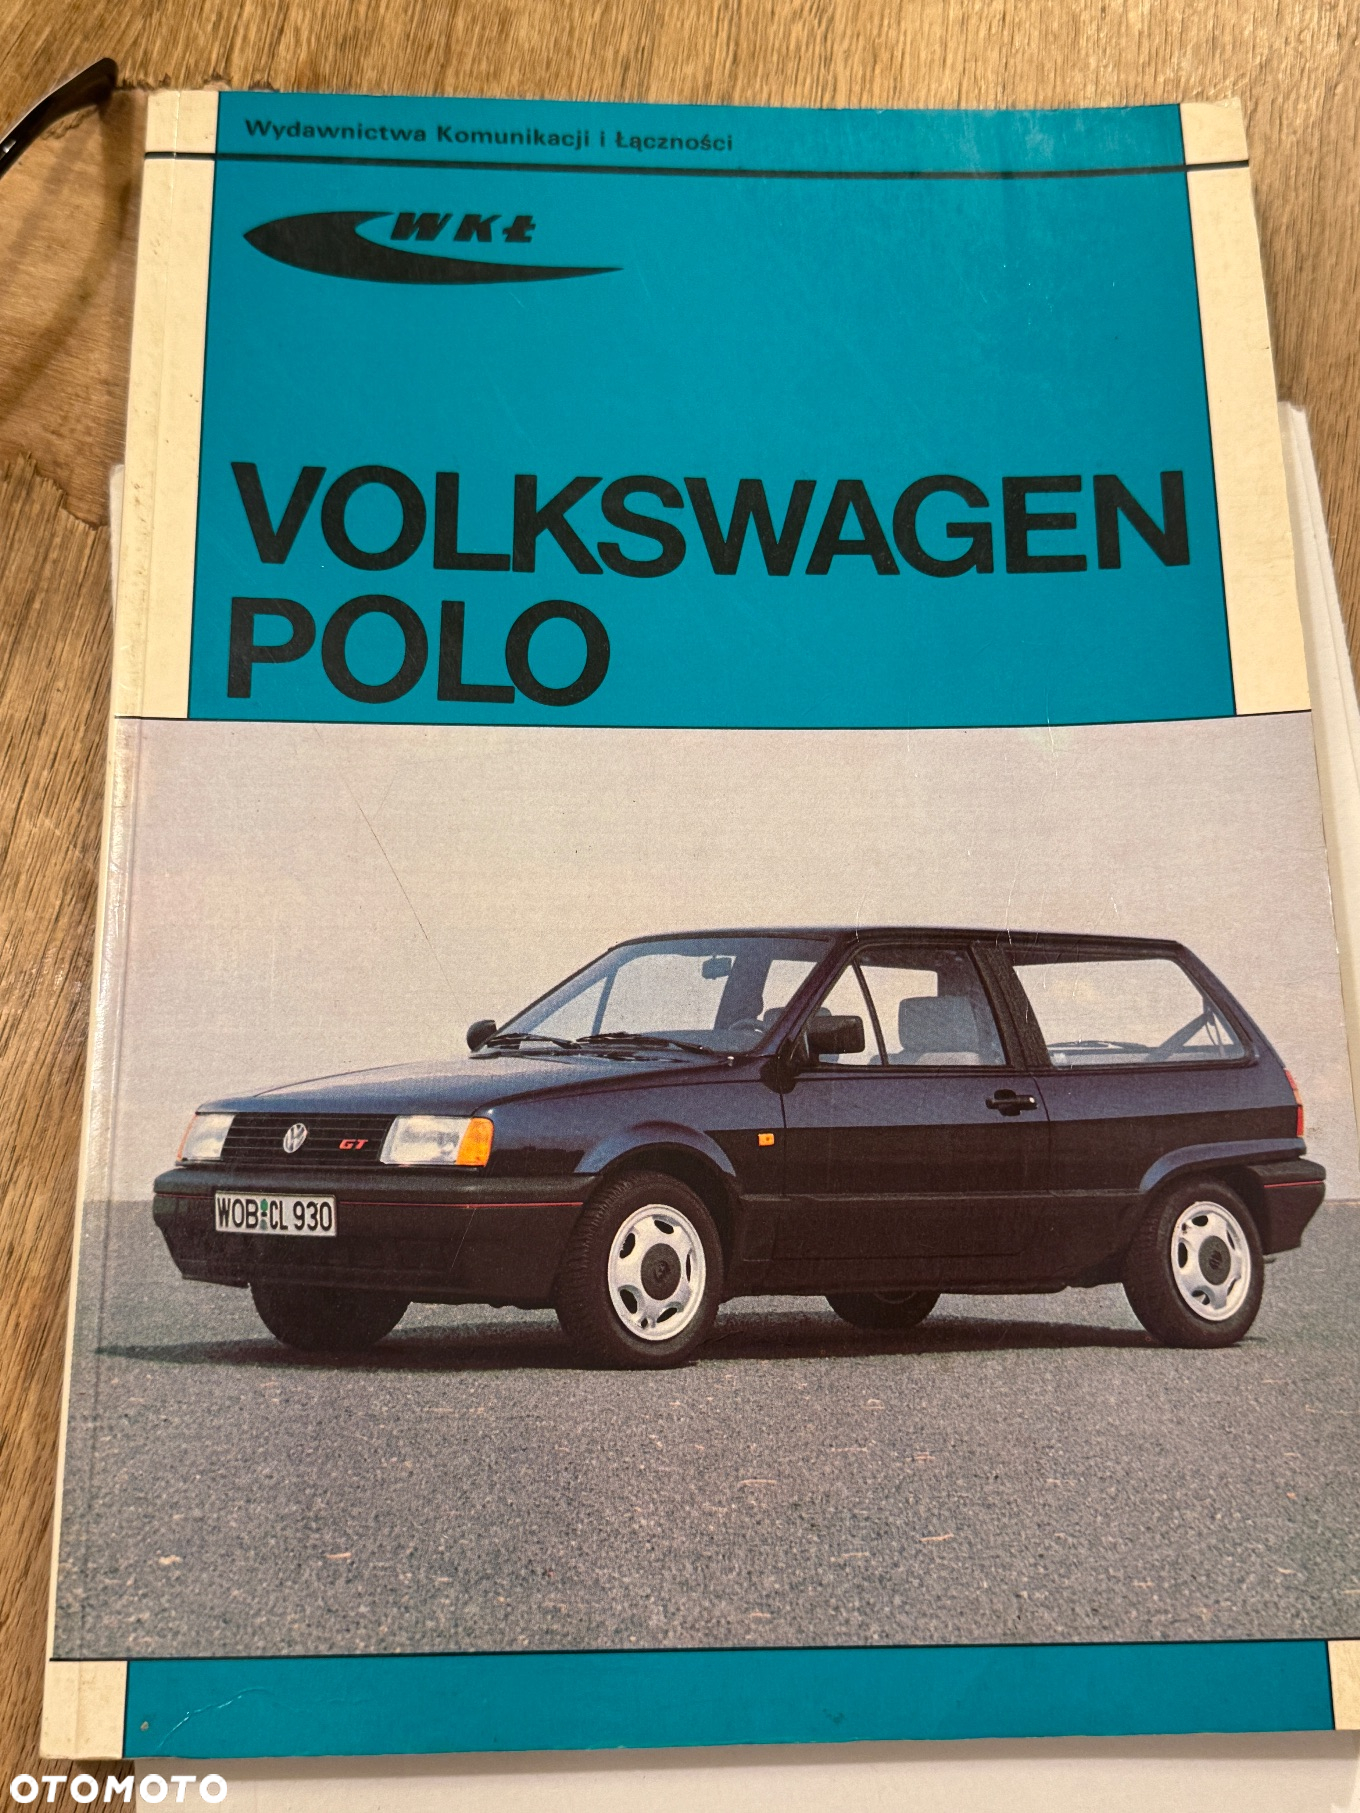 Wydawnictwa Komunikacji i Łączności
WKŁ
VOLKSWAGEN
POLO
GT
WOB CL 930
OTOMOTO